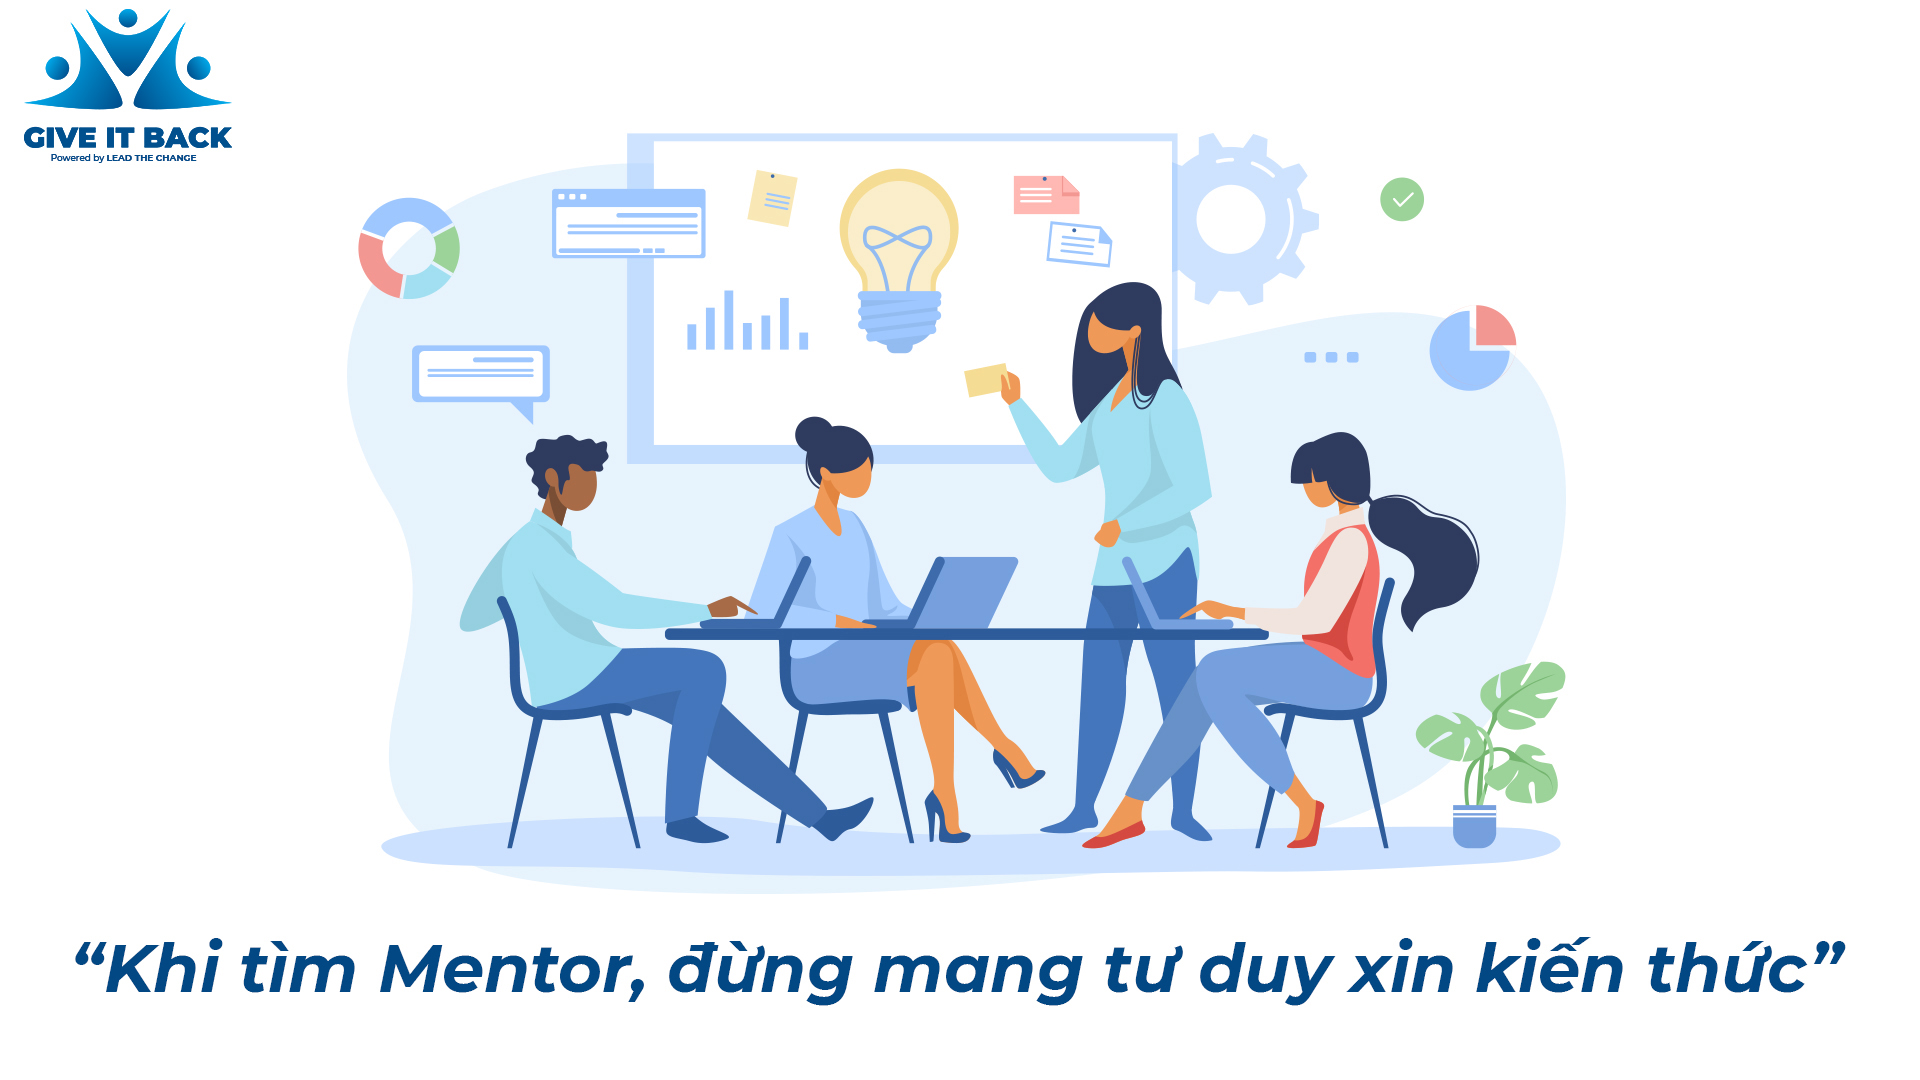 GIVE IT BACK
Powered by LEAD THE CHANGE
“Khi tìm Mentor, đừng mang tư duy xin kiến thức”